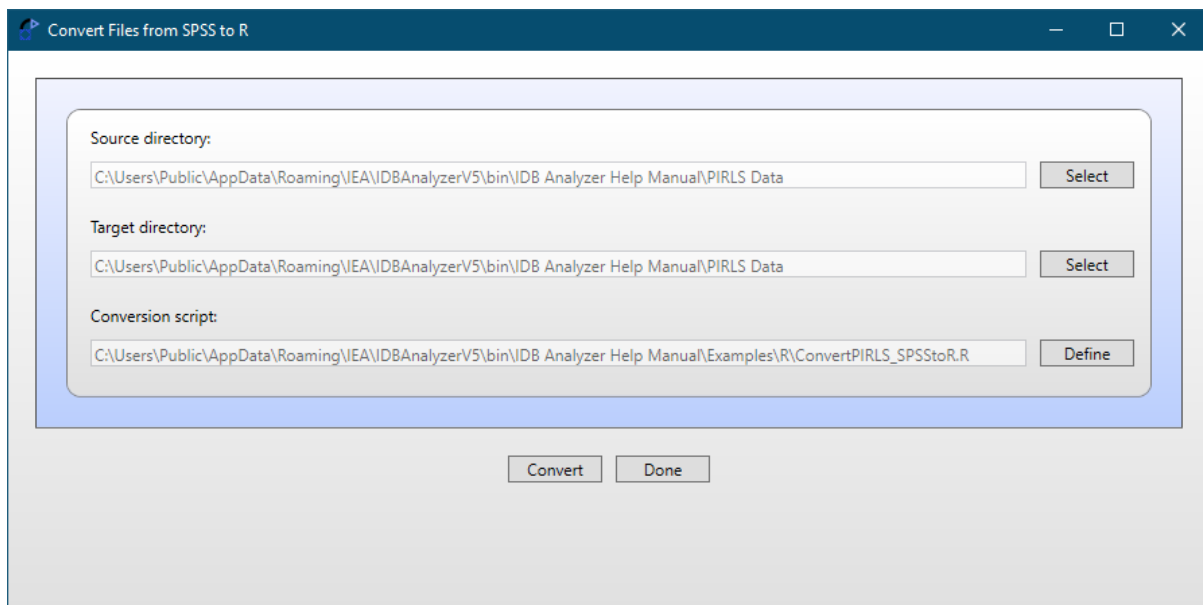 Convert Files from SPSS to R
Source directory:
C:\Users\Public\AppData\Roaming\IEA\IDBAnalyzerV5\bin\IDB Analyzer Help Manual\PIRLS Data
Select
Target directory:
C:\Users\Public\AppData\Roaming\IEA\IDBAnalyzerV5\bin\IDB Analyzer Help Manual\PIRLS Data
Select
Conversion script:
C:\Users\Public\AppData\Roaming\IEA\IDBAnalyzerV5\bin\IDB Analyzer Help Manual\Examples\R\ConvertPIRLS_SPSStoR.R
Define
Convert
Done